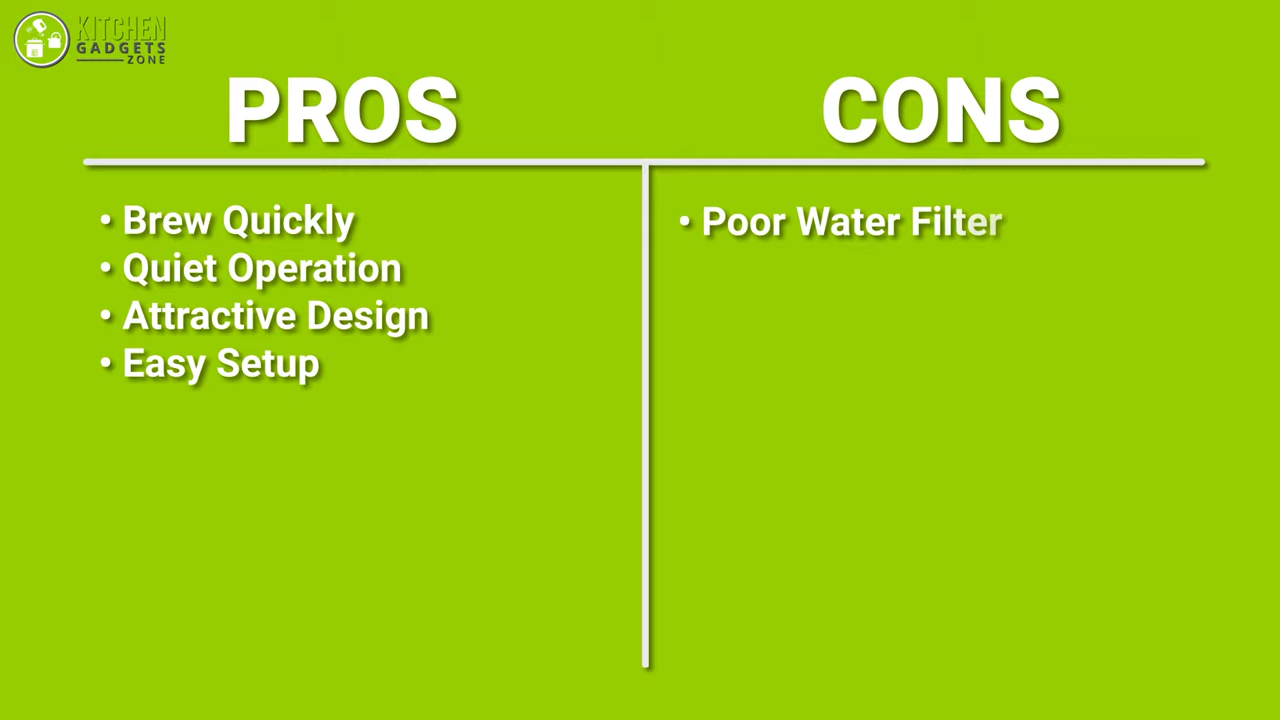 KITCHEN
GADGETS
ZONE
PROS
CONS
• Brew Quickly
• Quiet Operation
• Attractive Design
• Easy Setup
• Poor Water Filter